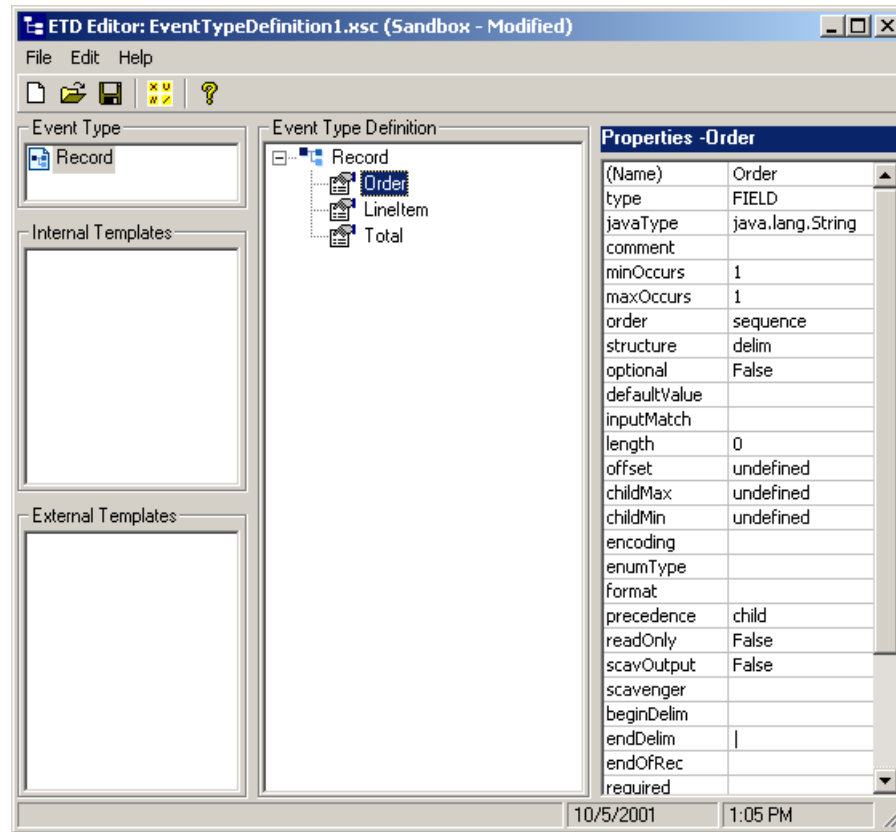 ETD Editor: EventTypeDefinition1.xsc (Sandbox - Modified)
File Edit Help
Event Type
Record
Internal Templates
External Templates
Event Type Definition
Record
Order
LineItem
Total
Properties -Order
(Name) Order
type FIELD
javaType java.lang.String
comment
minOccurs 1
maxOccurs 1
order sequence
structure delim
optional False
defaultValue
inputMatch
length 0
offset undefined
childMax undefined
childMin undefined
encoding
enumType
format
precedence child
readOnly False
scavOutput False
scavenger
beginDelim
endDelim |
endOfRec
required
10/5/2001 1:05 PM